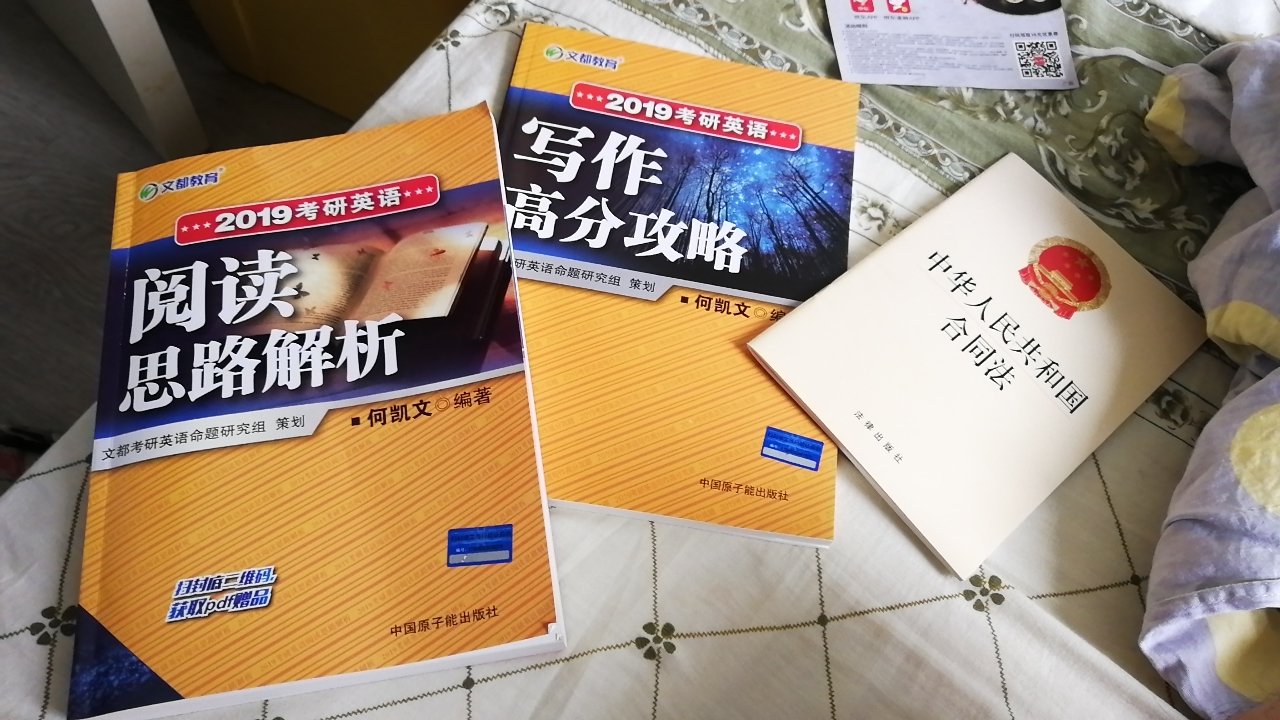 文都教育
2019考研英语
阅读
思路解析
文都考研英语命题研究组 策划
何凯文◎编著
扫封底二维码,
获取pdf赠品
中国原子能出版社
文都教育
2019考研英语
写作
高分攻略
研英语命题研究组 策划
何凯文◎编
中国原子能出版社
中华人民共和国
合同法
法律出版社